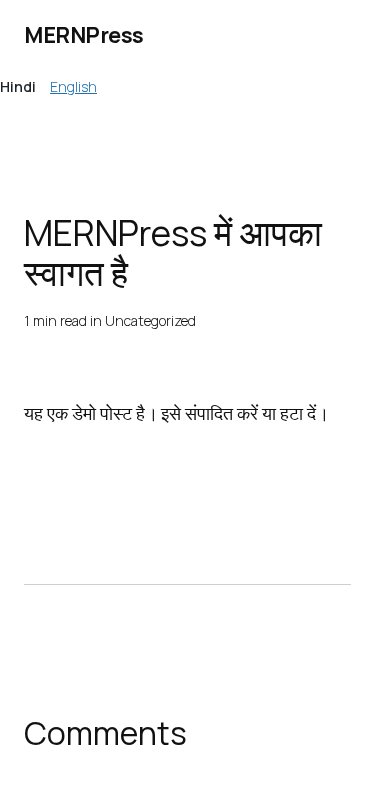 MERNPress
Hindi English
MERNPress में आपका
स्वागत है
1 min read in Uncategorized
यह एक डेमो पोस्ट है । इसे संपादित करें या हटा दें ।
Comments